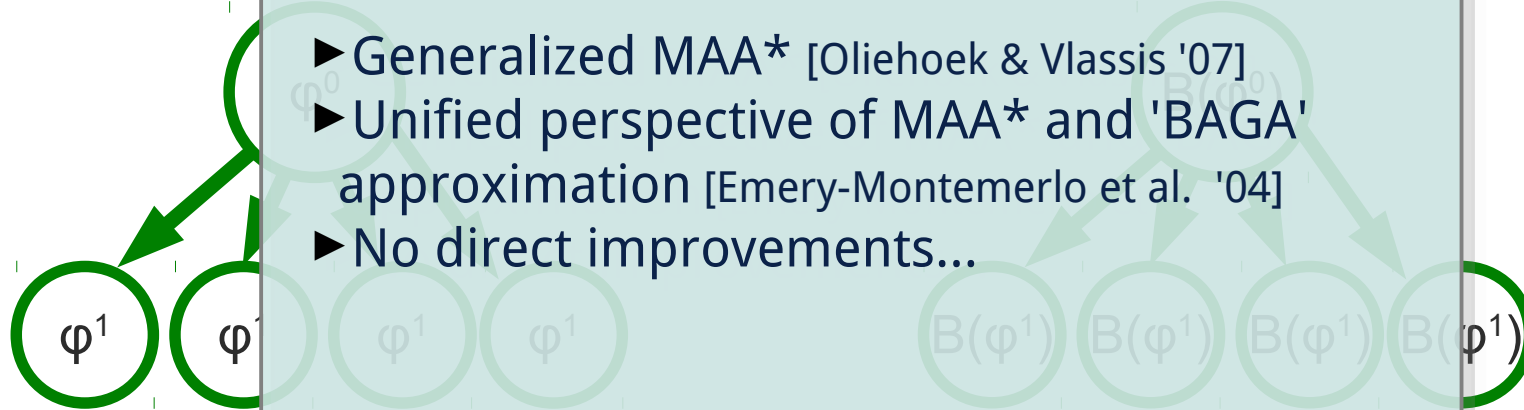 φ⁰ B(φ⁰)
►Generalized MAA* [Oliehoek & Vlassis '07]
►Unified perspective of MAA* and 'BAGA'
approximation [Emery-Montemerlo et al. '04]
►No direct improvements...
φ¹ φ¹ φ¹ φ¹ B(φ¹) B(φ¹) B(φ¹) B(φ¹)